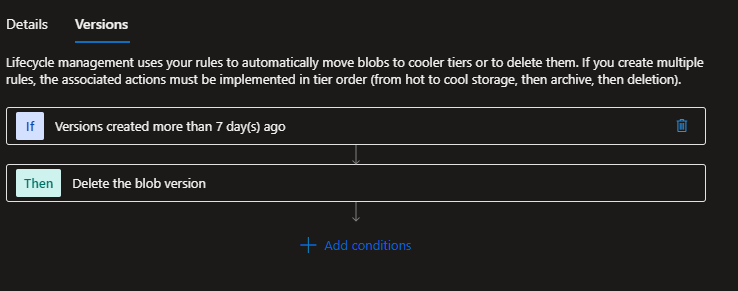 Details Versions
Lifecycle management uses your rules to automatically move blobs to cooler tiers or to delete them. If you create multiple
rules, the associated actions must be implemented in tier order (from hot to cool storage, then archive, then deletion).
If Versions created more than 7 day(s) ago
Then Delete the blob version
Add conditions